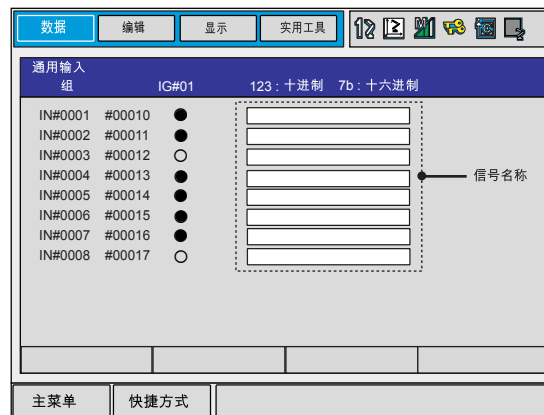 数据 编辑 显示 实用工具
通用输入
组 IG#01 123 : 十进制 7b : 十六进制
IN#0001 #00010
IN#0002 #00011
IN#0003 #00012
IN#0004 #00013
信号名称
IN#0005 #00014
IN#0006 #00015
IN#0007 #00016
IN#0008 #00017
主菜单 快捷方式